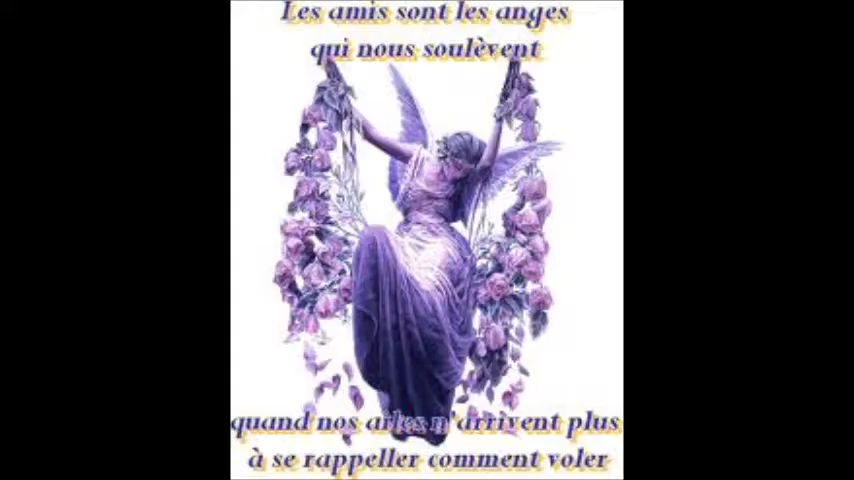 Les amis sont les anges
qui nous soulèvent
quand nos ailes n'arrivent plus
à se rappeller comment voler